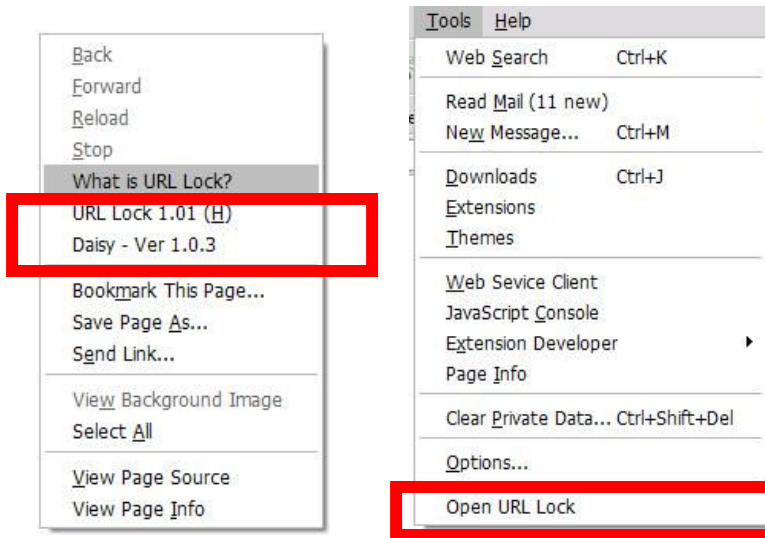 Back
Forward
Reload
Stop
What is URL Lock?
URL Lock 1.01 (H)
Daisy - Ver 1.0.3
Bookmark This Page...
Save Page As...
Send Link...
View Background Image
Select All
View Page Source
View Page Info
Tools Help
Web Search Ctrl+K
Read Mail (11 new)
New Message... Ctrl+M
Downloads Ctrl+J
Extensions
Themes
Web Sevice Client
JavaScript Console
Extension Developer
Page Info
Clear Private Data... Ctrl+Shift+Del
Options...
Open URL Lock